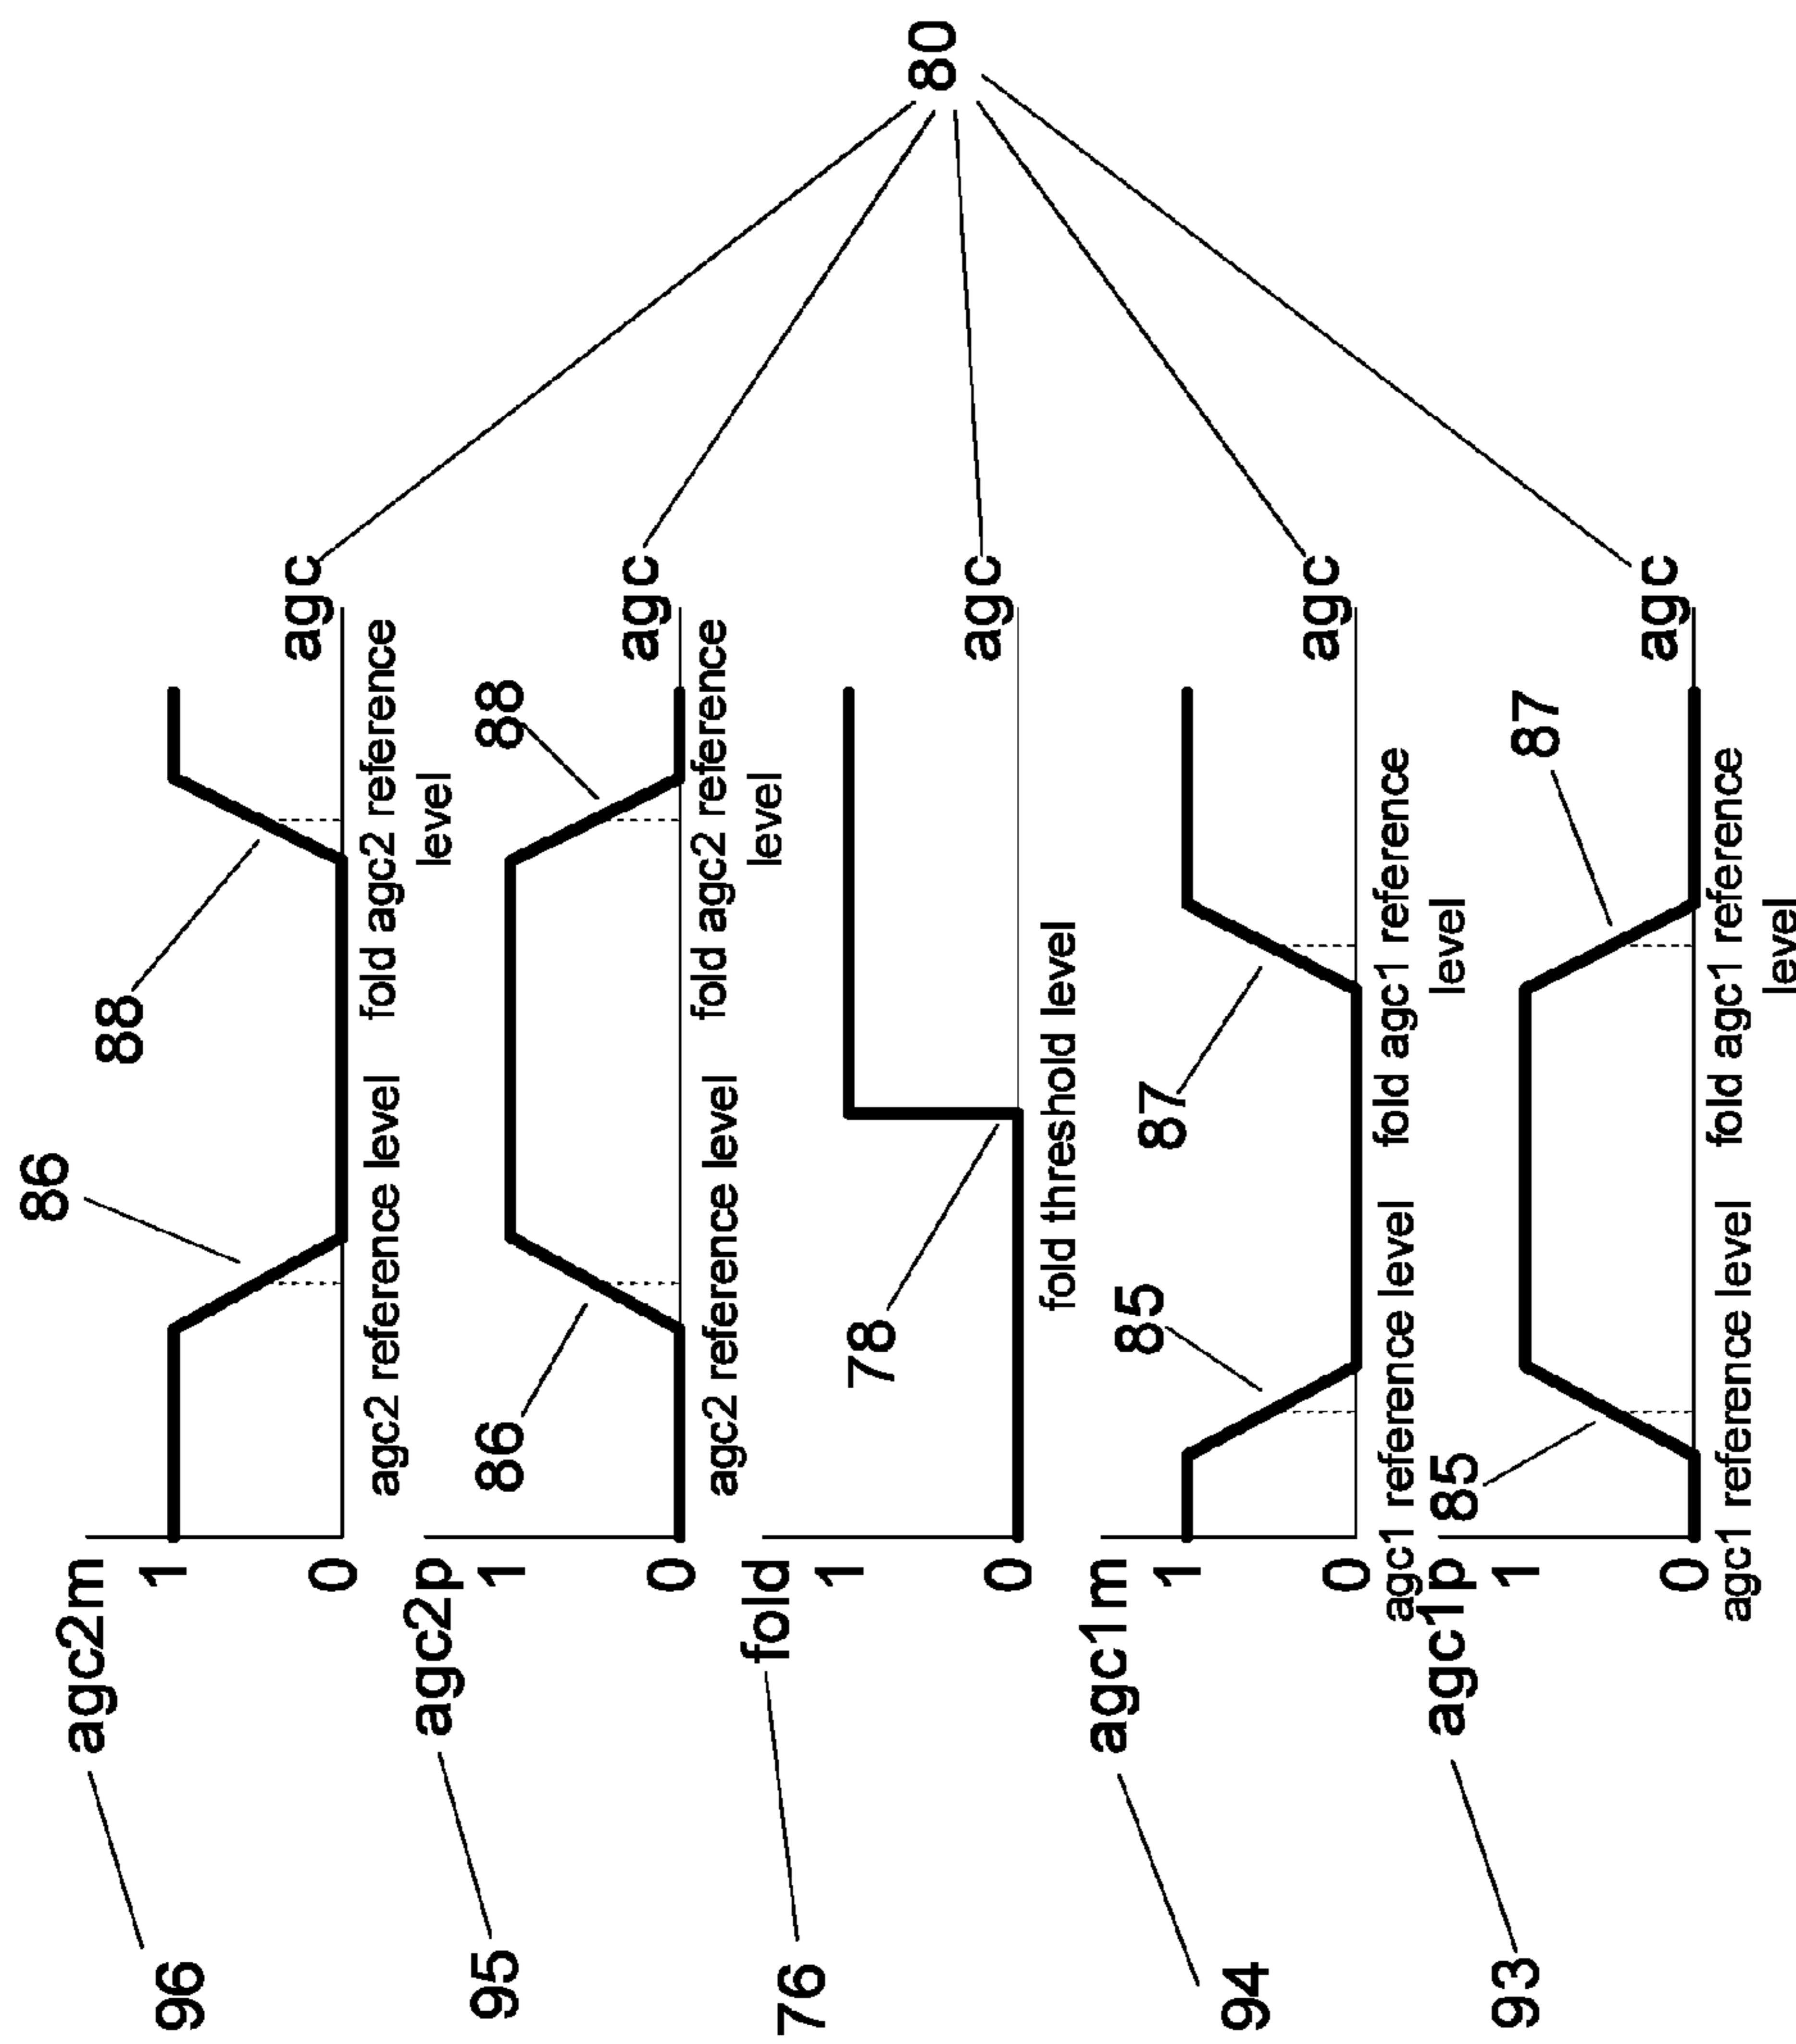 86
agc2m
88
1
96
agc
0
agc2 reference level
fold agc2 reference
level
agc2p
86
88
1
95
agc
0
agc2 reference level
fold agc2 reference
level
fold
76
1
78
80
agc
0
fold threshold level
agc1m
85
87
1
94
agc
0
agc1 reference level
fold agc1 reference
level
agc1p
85
87
1
93
agc
0
agc1 reference level
fold agc1 reference
level